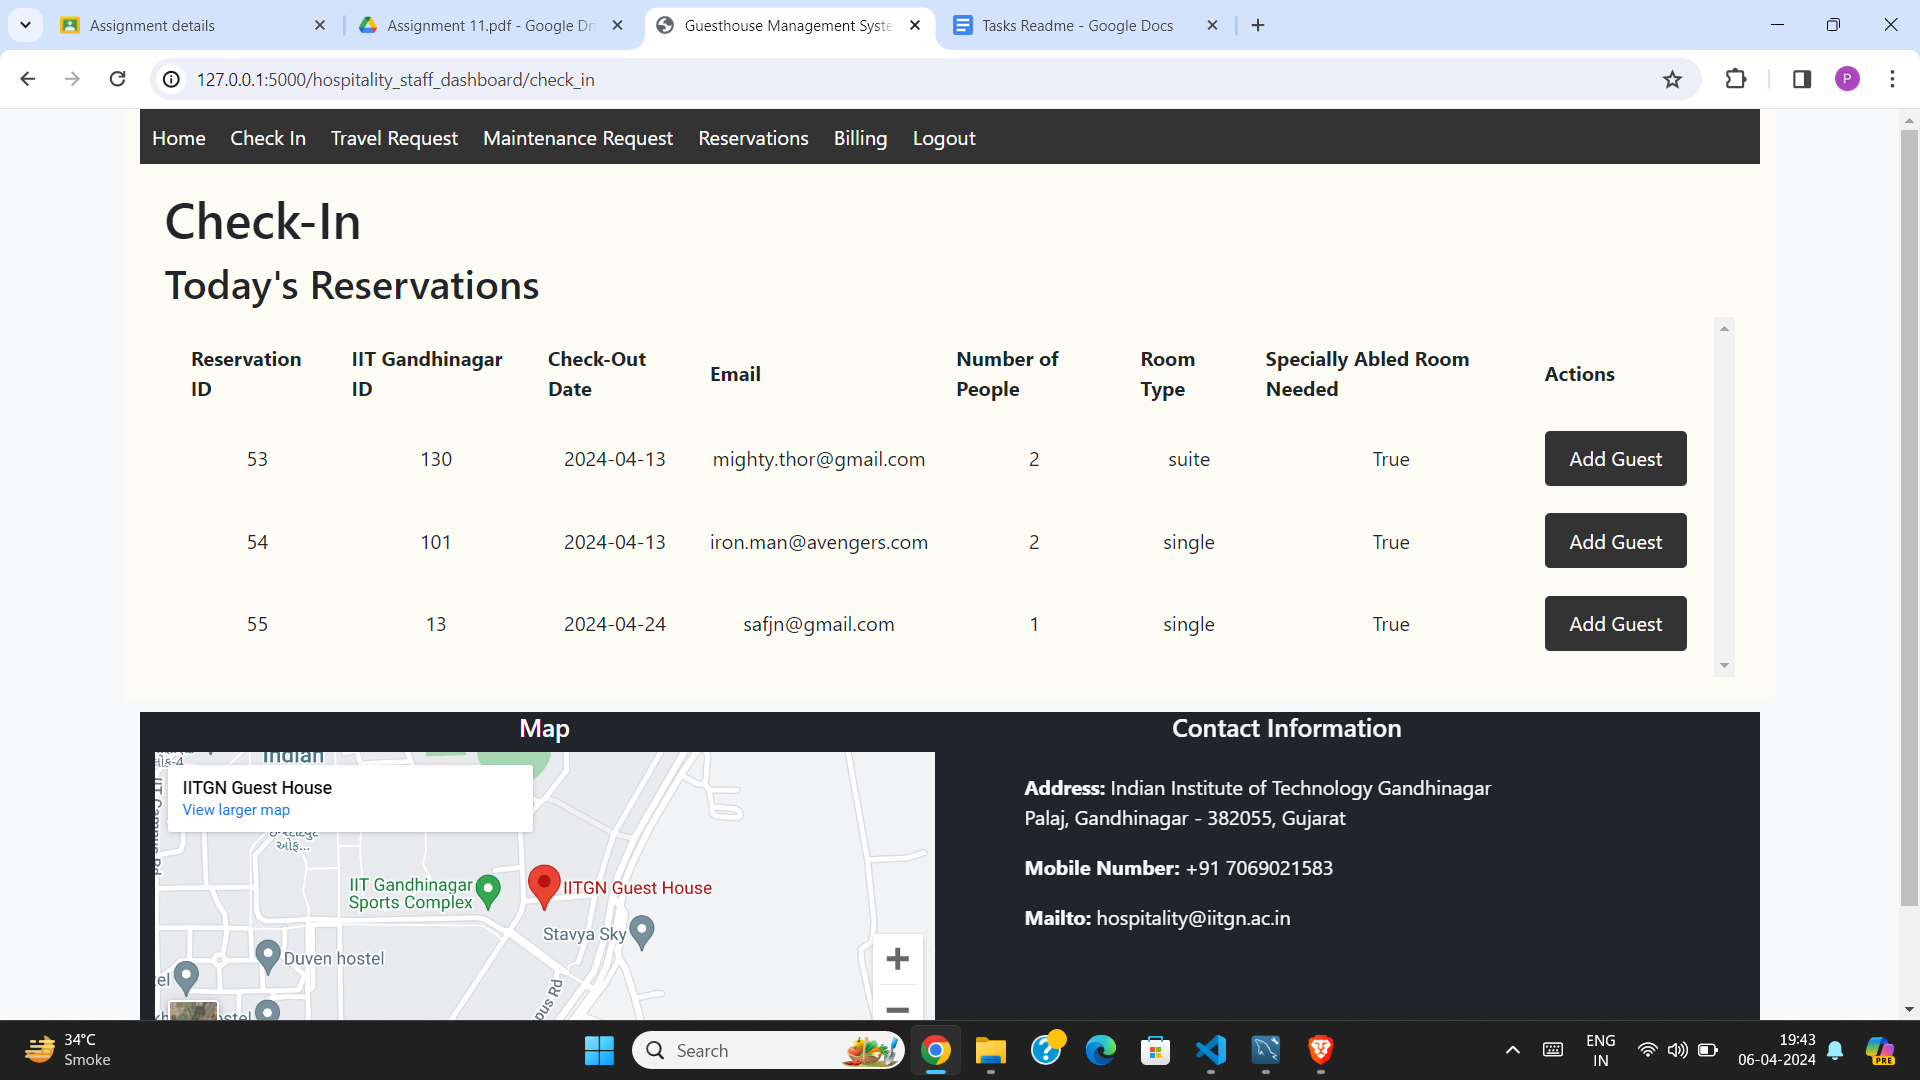 Assignment details
Assignment 11.pdf - Google Dri
Guesthouse Management Syste
Tasks Readme - Google Docs
127.0.0.1:5000/hospitality_staff_dashboard/check_in
P
Home Check In Travel Request Maintenance Request Reservations Billing Logout
Check-In
Today's Reservations
Reservation ID IIT Gandhinagar ID Check-Out Date Email Number of People Room Type Specially Abled Room Needed Actions
53 130 2024-04-13 mighty.thor@gmail.com 2 suite True Add Guest
54 101 2024-04-13 iron.man@avengers.com 2 single True Add Guest
55 13 2024-04-24 safjn@gmail.com 1 single True Add Guest
Map
Indian
IITGN Guest House
View larger map
IIT Gandhinagar
Sports Complex
IITGN Guest House
Stavya Sky
Duven hostel
Contact Information
Address: Indian Institute of Technology Gandhinagar
Palaj, Gandhinagar - 382055, Gujarat
Mobile Number: +91 7069021583
Mailto: hospitality@iitgn.ac.in
34°C
Smoke
Search
ENG
IN
19:43
06-04-2024
PRE